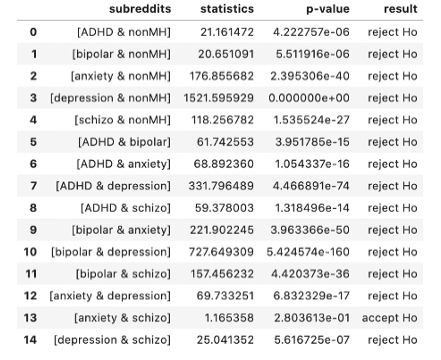 subreddits statistics p-value result
0 [ADHD & nonMH] 21.161472 4.222757e-06 reject Ho
1 [bipolar & nonMH] 20.651091 5.511916e-06 reject Ho
2 [anxiety & nonMH] 176.855682 2.395306e-40 reject Ho
3 [depression & nonMH] 1521.595929 0.000000e+00 reject Ho
4 [schizo & nonMH] 118.256782 1.535524e-27 reject Ho
5 [ADHD & bipolar] 61.742553 3.951785e-15 reject Ho
6 [ADHD & anxiety] 68.892360 1.054337e-16 reject Ho
7 [ADHD & depression] 331.796489 4.466891e-74 reject Ho
8 [ADHD & schizo] 59.378003 1.318496e-14 reject Ho
9 [bipolar & anxiety] 221.902245 3.963366e-50 reject Ho
10 [bipolar & depression] 727.649309 5.424574e-160 reject Ho
11 [bipolar & schizo] 157.456232 4.420373e-36 reject Ho
12 [anxiety & depression] 69.733251 6.832329e-17 reject Ho
13 [anxiety & schizo] 1.165358 2.803613e-01 accept Ho
14 [depression & schizo] 25.041352 5.616725e-07 reject Ho